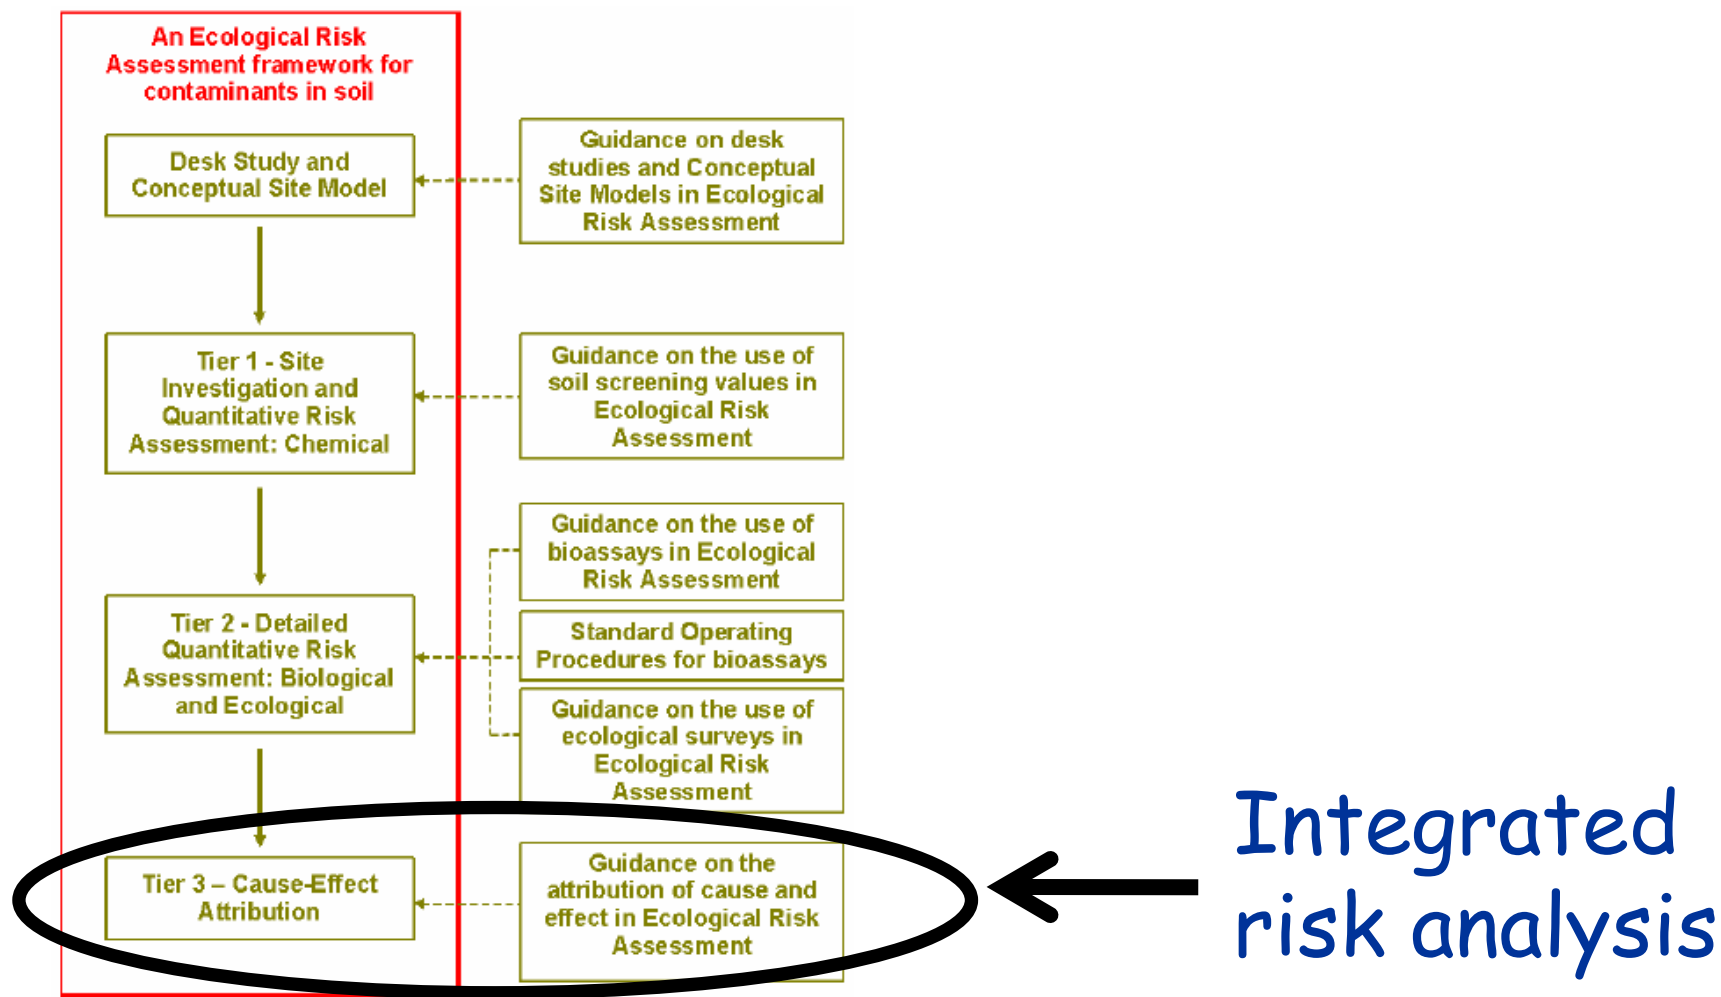 An Ecological Risk
Assessment framework for
contaminants in soil
Desk Study and
Conceptual Site Model
Guidance on desk
studies and Conceptual
Site Models in Ecological
Risk Assessment
Tier 1 - Site
Investigation and
Quantitative Risk
Assessment: Chemical
Guidance on the use of
soil screening values in
Ecological Risk
Assessment
Guidance on the use of
bioassays in Ecological
Risk Assessment
Tier 2 - Detailed
Quantitative Risk
Assessment: Biological
and Ecological
Standard Operating
Procedures for bioassays
Guidance on the use of
ecological surveys in
Ecological Risk
Assessment
Tier 3 – Cause-Effect
Attribution
Guidance on the
attribution of cause and
effect in Ecological Risk
Assessment
Integrated
risk analysis